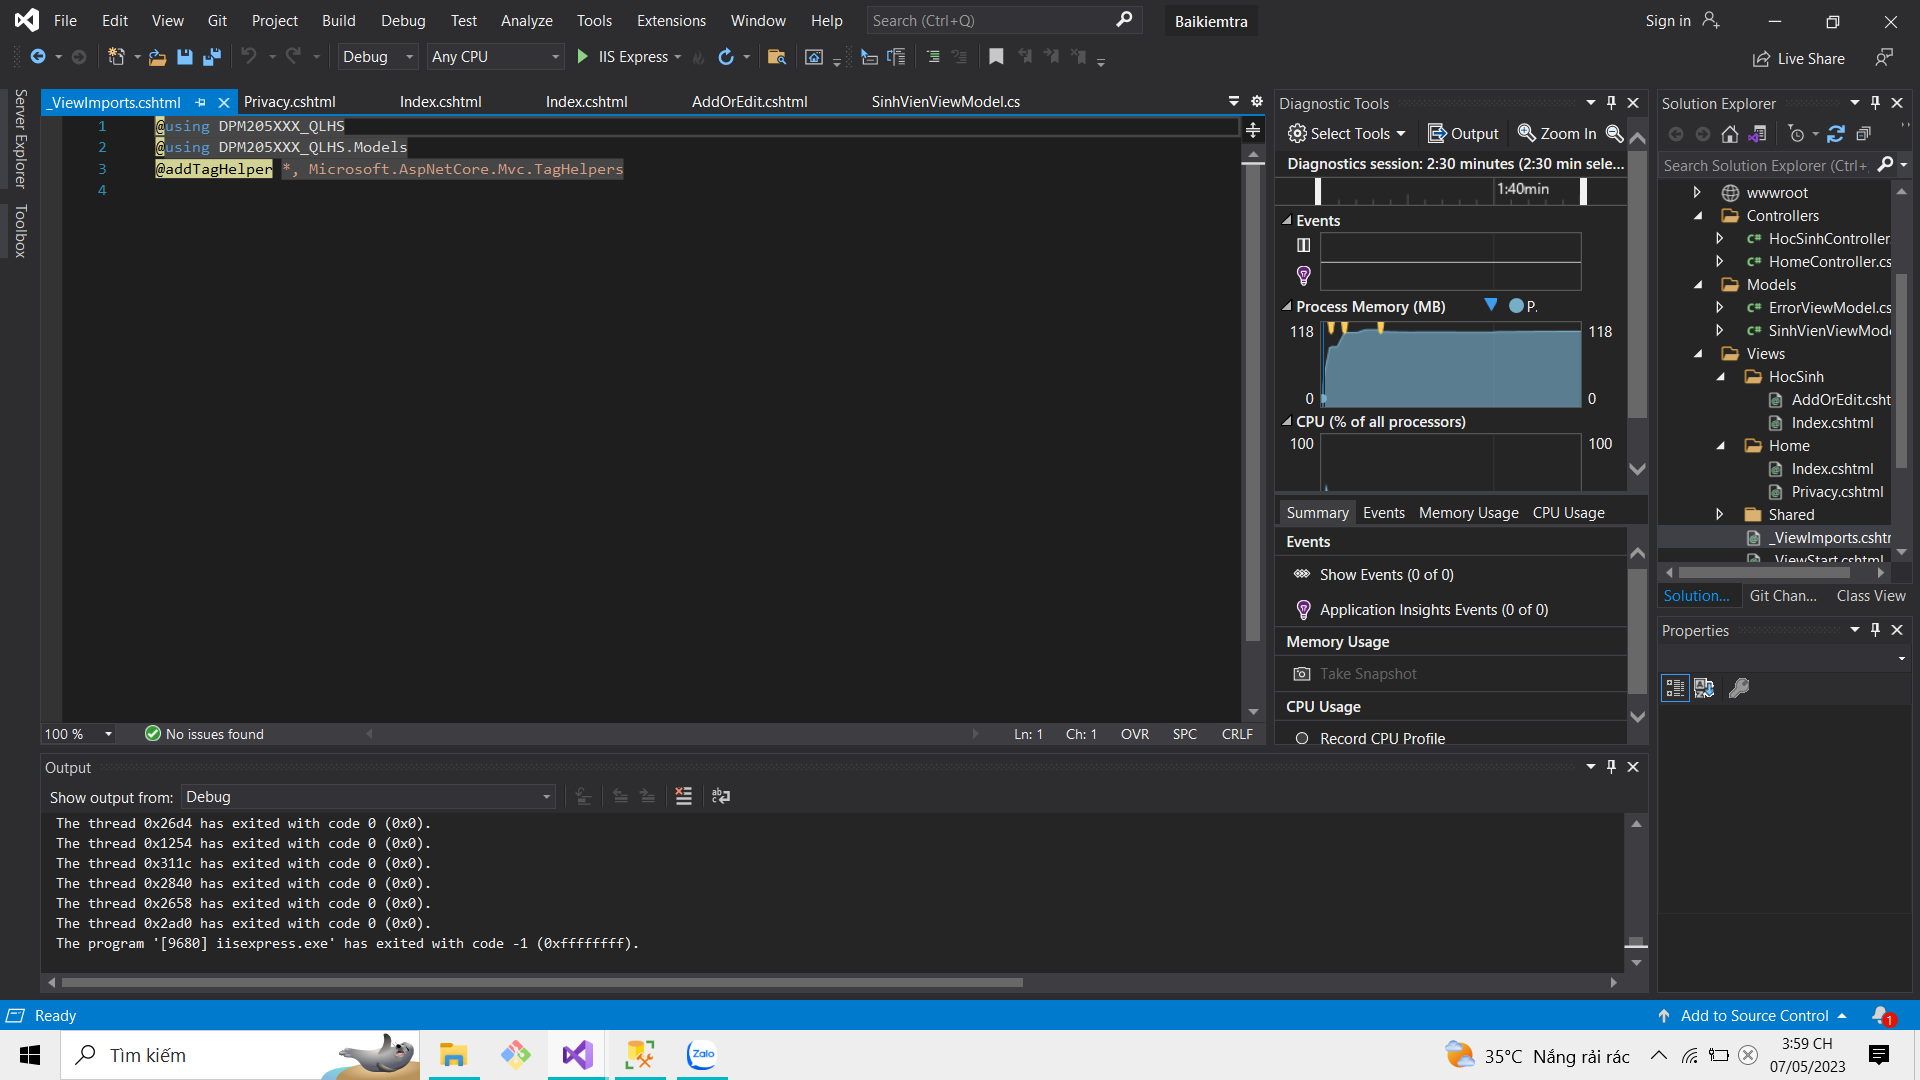 File Edit View Git Project Build Debug Test Analyze Tools Extensions Window Help Search (Ctrl+Q) Baikiemtra Sign in
Debug Any CPU IIS Express Live Share
Server Explorer
Toolbox
_ViewImports.cshtml Privacy.cshtml Index.cshtml Index.cshtml AddOrEdit.cshtml SinhVienViewModel.cs
1 @using DPM205XXX_QLHS
2 @using DPM205XXX_QLHS.Models
3 @addTagHelper *, Microsoft.AspNetCore.Mvc.TagHelpers
4
100 % No issues found Ln: 1 Ch: 1 OVR SPC CRLF
Diagnostic Tools
Select Tools Output Zoom In
Diagnostics session: 2:30 minutes (2:30 min sele...
1:40min
Events
Process Memory (MB) P.
118 118
0 0
CPU (% of all processors)
100 100
Summary Events Memory Usage CPU Usage
Events
Show Events (0 of 0)
Application Insights Events (0 of 0)
Memory Usage
Take Snapshot
CPU Usage
Record CPU Profile
Solution Explorer
Search Solution Explorer (Ctrl+
wwwroot
Controllers
HocSinhController.
HomeController.cs
Models
ErrorViewModel.cs
SinhVienViewMode
Views
HocSinh
AddOrEdit.csht
Index.cshtml
Home
Index.cshtml
Privacy.cshtml
Shared
_ViewImports.cshtm
_ViewStart.cshtml
Solution... Git Chan... Class View
Properties
Output
Show output from: Debug
The thread 0x26d4 has exited with code 0 (0x0).
The thread 0x1254 has exited with code 0 (0x0).
The thread 0x311c has exited with code 0 (0x0).
The thread 0x2840 has exited with code 0 (0x0).
The thread 0x2658 has exited with code 0 (0x0).
The thread 0x2ad0 has exited with code 0 (0x0).
The program '[9680] iisexpress.exe' has exited with code -1 (0xffffffff).
Ready Add to Source Control 1
Tìm kiếm Zalo 35°C Nắng rải rác 3:59 CH
07/05/2023